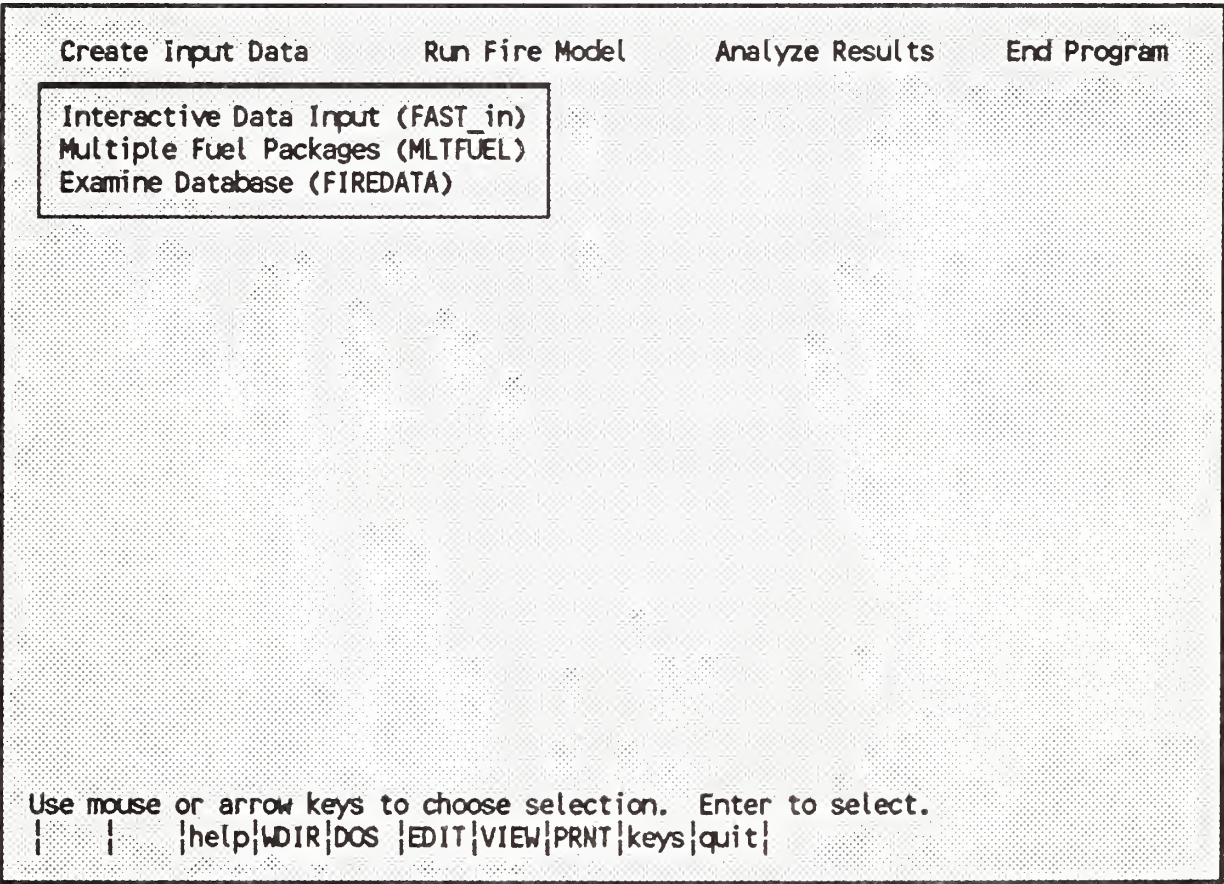 Create Input Data Run Fire Model Analyze Results End Program
Interactive Data Input (FAST_in)
Multiple Fuel Packages (MLTFUEL)
Examine Database (FIREDATA)
Use mouse or arrow keys to choose selection. Enter to select.
| | |help|WDIR|DOS |EDIT|VIEW|PRNT|keys|quit|